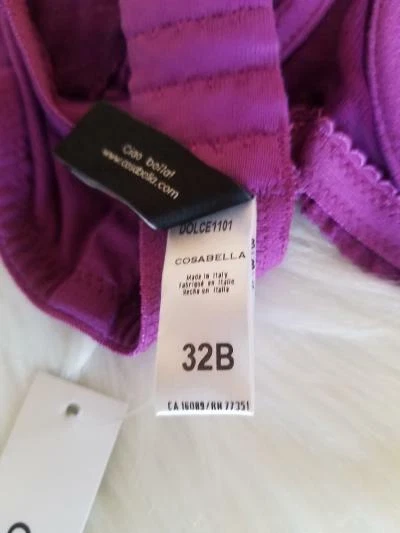 Ciao bella!
www.cosabella.com
DOLCE1101
COSABELLA
Made in Italy
Fabriqué en Italie
Hecho en Italia
32B
CA 16089/RN 77351